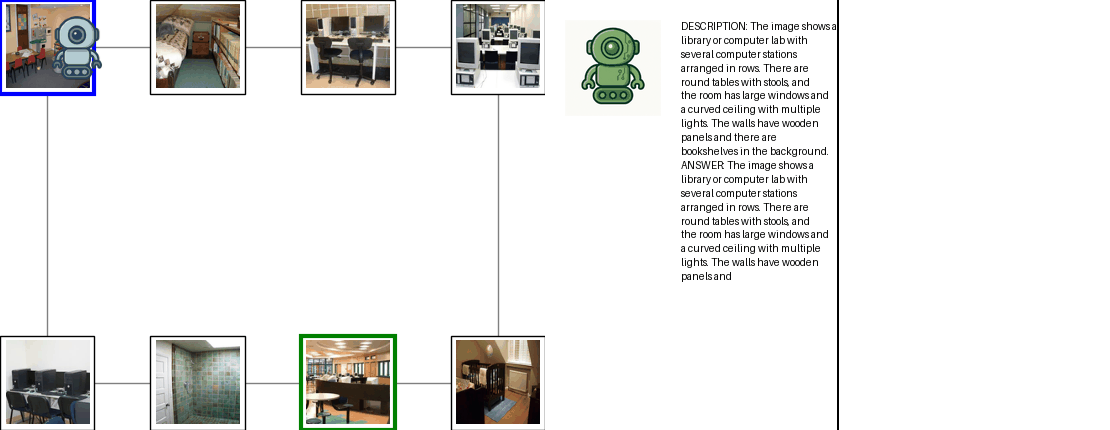 DESCRIPTION: The image shows a
library or computer lab with
several computer stations
arranged in rows. There are
round tables with stools, and
the room has large windows and
a curved ceiling with multiple
lights. The walls have wooden
panels and there are
bookshelves in the background.
ANSWER: The image shows a
library or computer lab with
several computer stations
arranged in rows. There are
round tables with stools, and
the room has large windows and
a curved ceiling with multiple
lights. The walls have wooden
panels and